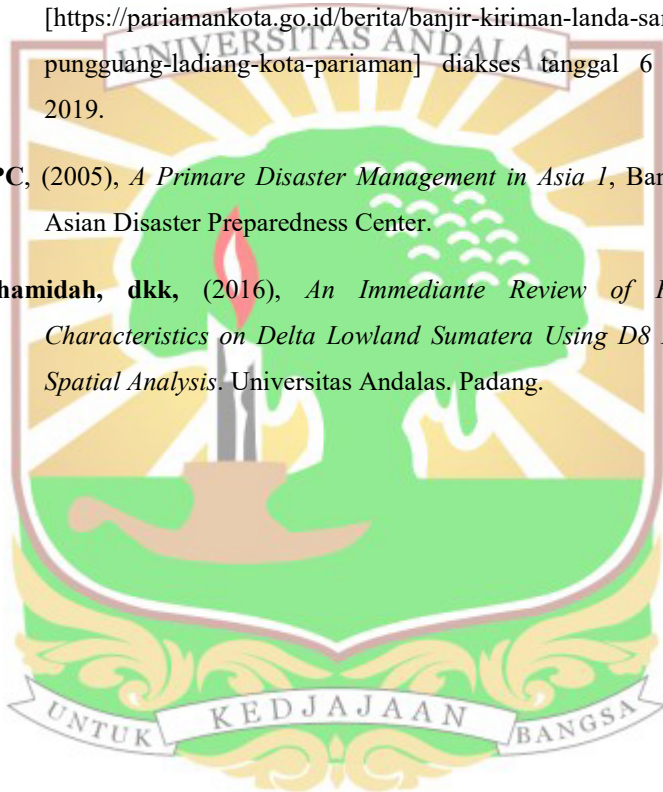 [https://pariamankota.go.id/berita/banjir-kiriman-landa-sa
UNIVERSITAS ANDALAS
pungguang-ladiang-kota-pariaman] diakses tanggal 6
2019.
PC, (2005), A Primare Disaster Management in Asia 1, Ban
Asian Disaster Preparedness Center.
hamidah, dkk, (2016), An Immediante Review of
Characteristics on Delta Lowland Sumatera Using D8
Spatial Analysis. Universitas Andalas. Padang.
UNTUK KEDJAJAAN BANGSA